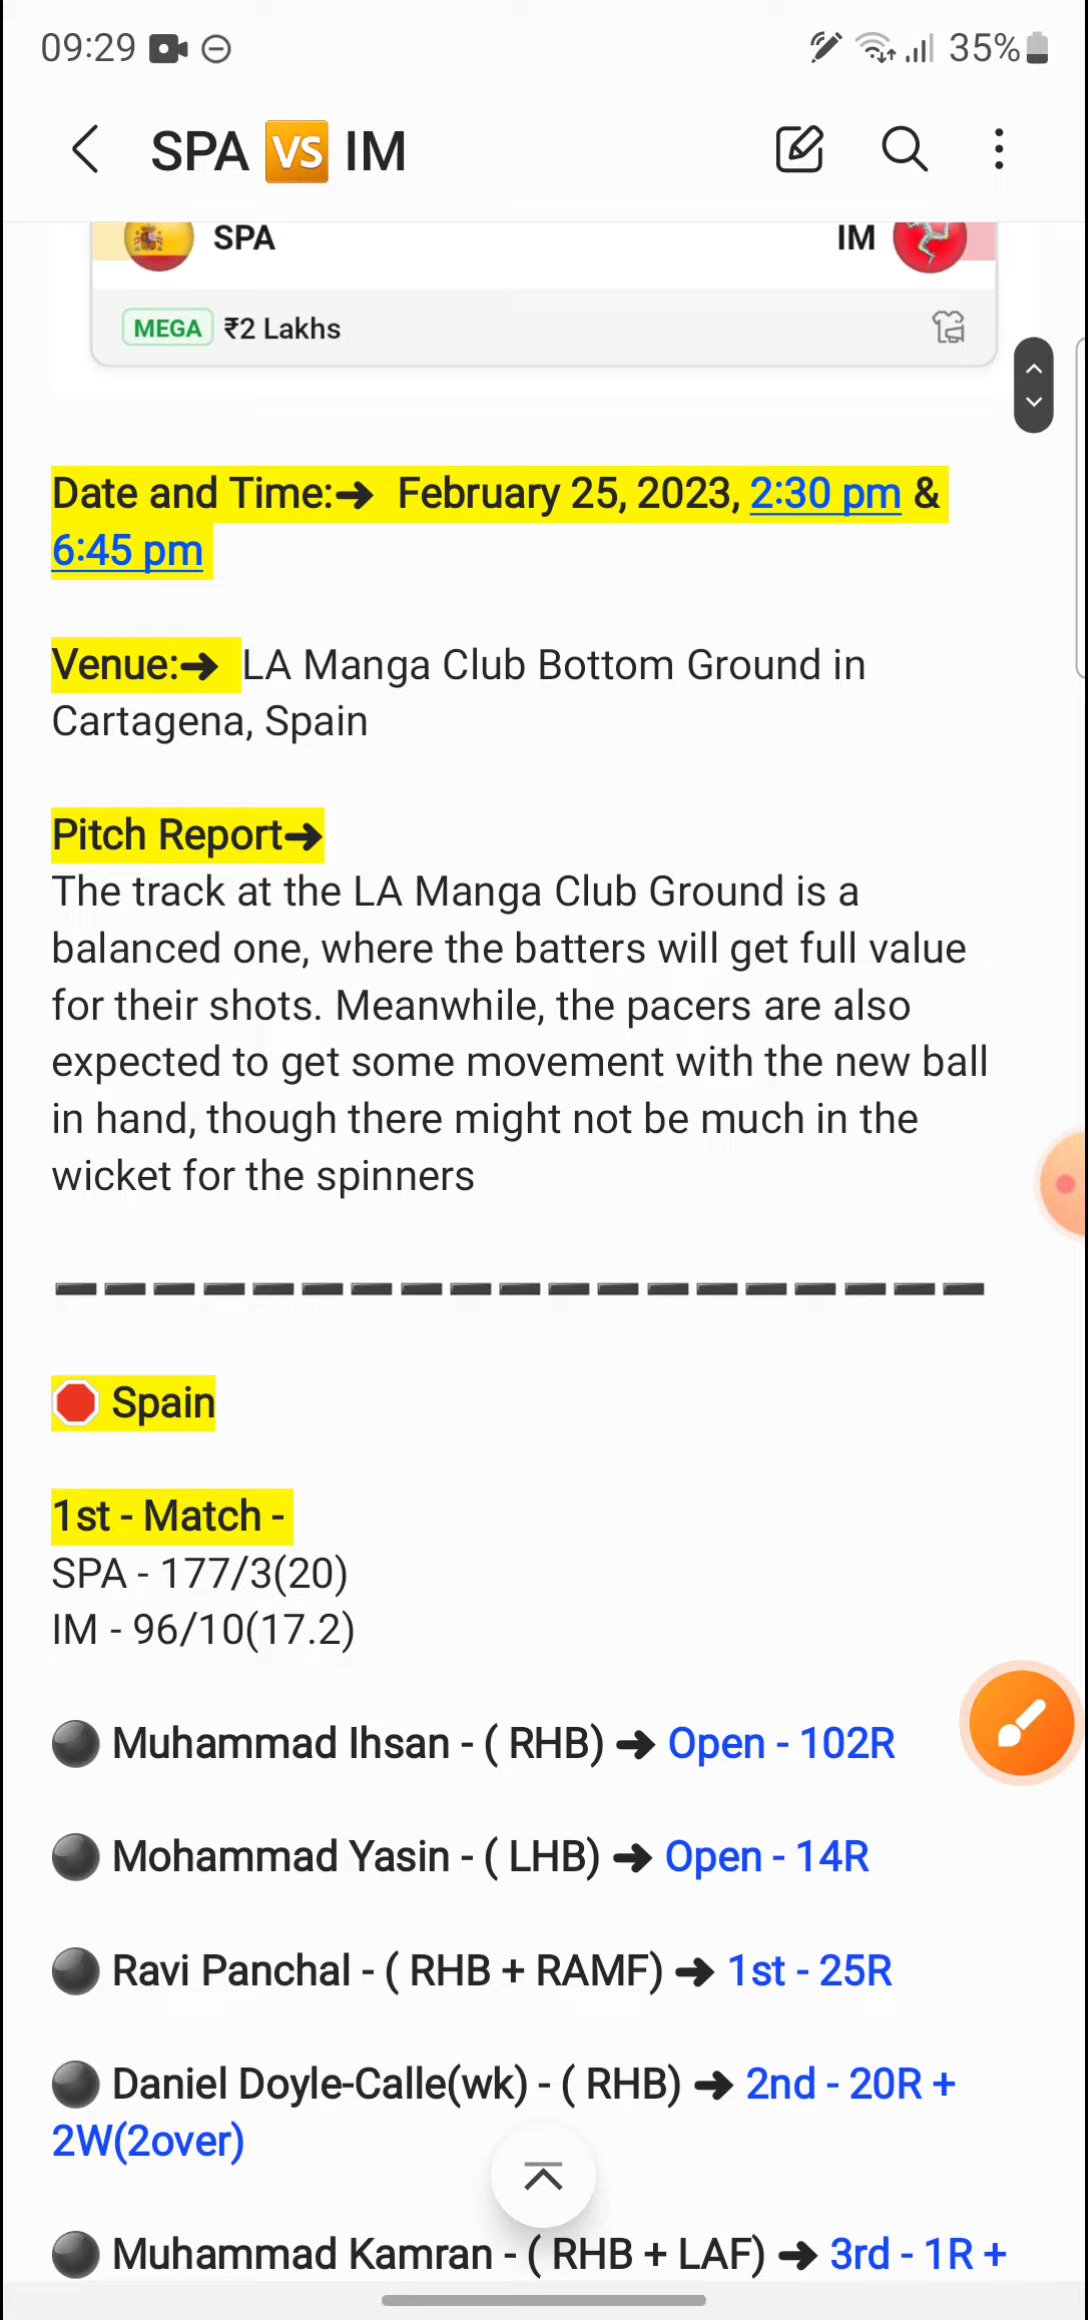 09:29 35%
SPA VS IM
SPA IM
MEGA ₹2 Lakhs
Date and Time:➔ February 25, 2023, 2:30 pm &
6:45 pm
Venue:➔ LA Manga Club Bottom Ground in
Cartagena, Spain
Pitch Report➔
The track at the LA Manga Club Ground is a
balanced one, where the batters will get full value
for their shots. Meanwhile, the pacers are also
expected to get some movement with the new ball
in hand, though there might not be much in the
wicket for the spinners
➖➖➖➖➖➖➖➖➖➖➖➖➖➖➖➖➖➖➖
🛑 Spain
1st - Match -
SPA - 177/3(20)
IM - 96/10(17.2)
⚫ Muhammad Ihsan - ( RHB) ➔ Open - 102R
⚫ Mohammad Yasin - ( LHB) ➔ Open - 14R
⚫ Ravi Panchal - ( RHB + RAMF) ➔ 1st - 25R
⚫ Daniel Doyle-Calle(wk) - ( RHB) ➔ 2nd - 20R +
2W(2over)
⚫ Muhammad Kamran - ( RHB + LAF) ➔ 3rd - 1R +